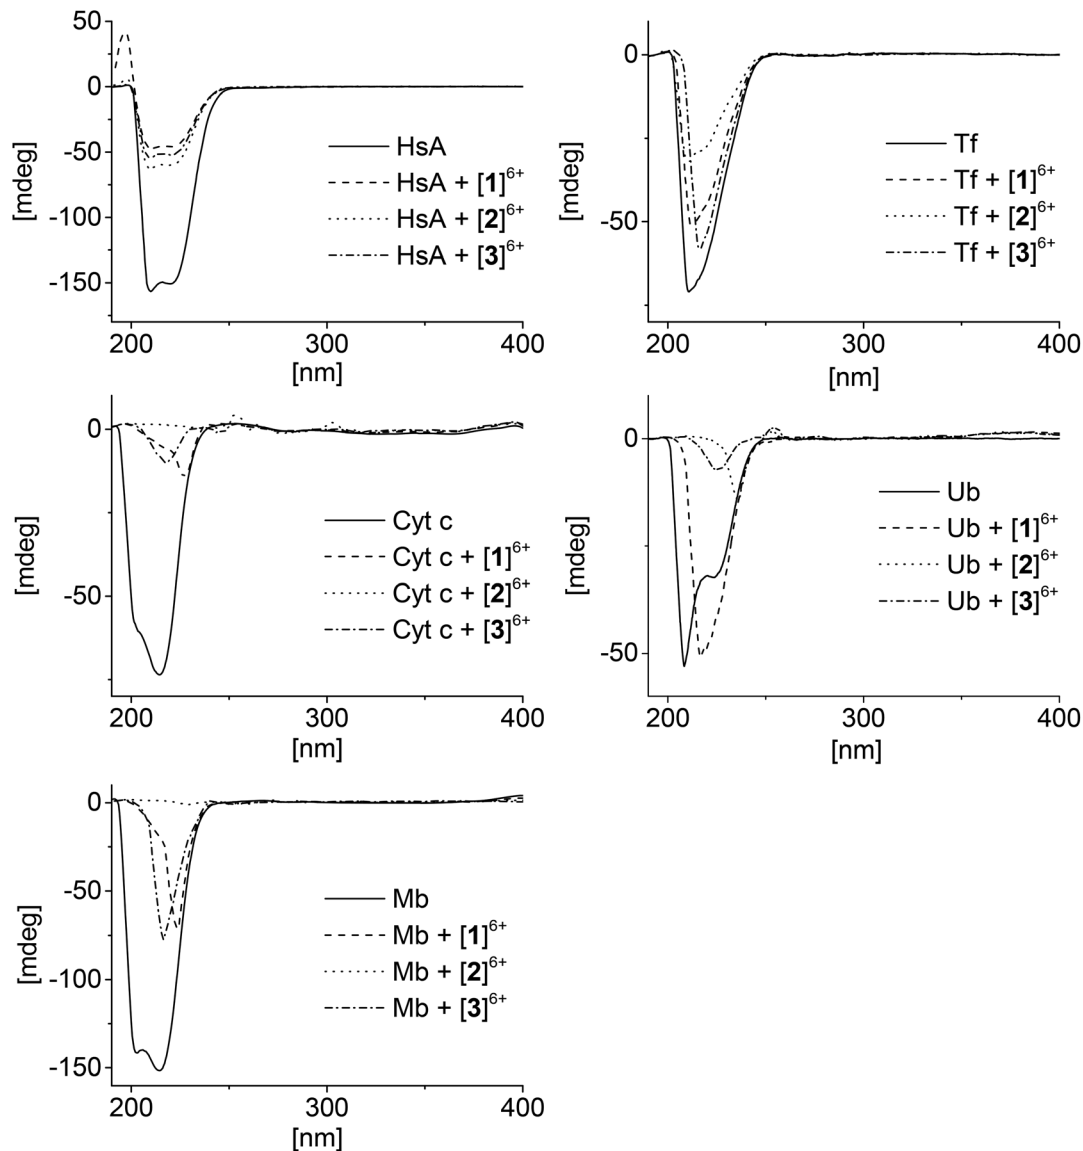 50
0
-50
-100
-150
[mdeg]
HsA
HsA + [1]6+
HsA + [2]6+
HsA + [3]6+
200 300 400
[nm]
0
-50
[mdeg]
Tf
Tf + [1]6+
Tf + [2]6+
Tf + [3]6+
200 300 400
[nm]
0
-50
[mdeg]
Cyt c
Cyt c + [1]6+
Cyt c + [2]6+
Cyt c + [3]6+
200 300 400
[nm]
0
-50
[mdeg]
Ub
Ub + [1]6+
Ub + [2]6+
Ub + [3]6+
200 300 400
[nm]
0
-50
-100
-150
[mdeg]
Mb
Mb + [1]6+
Mb + [2]6+
Mb + [3]6+
200 300 400
[nm]